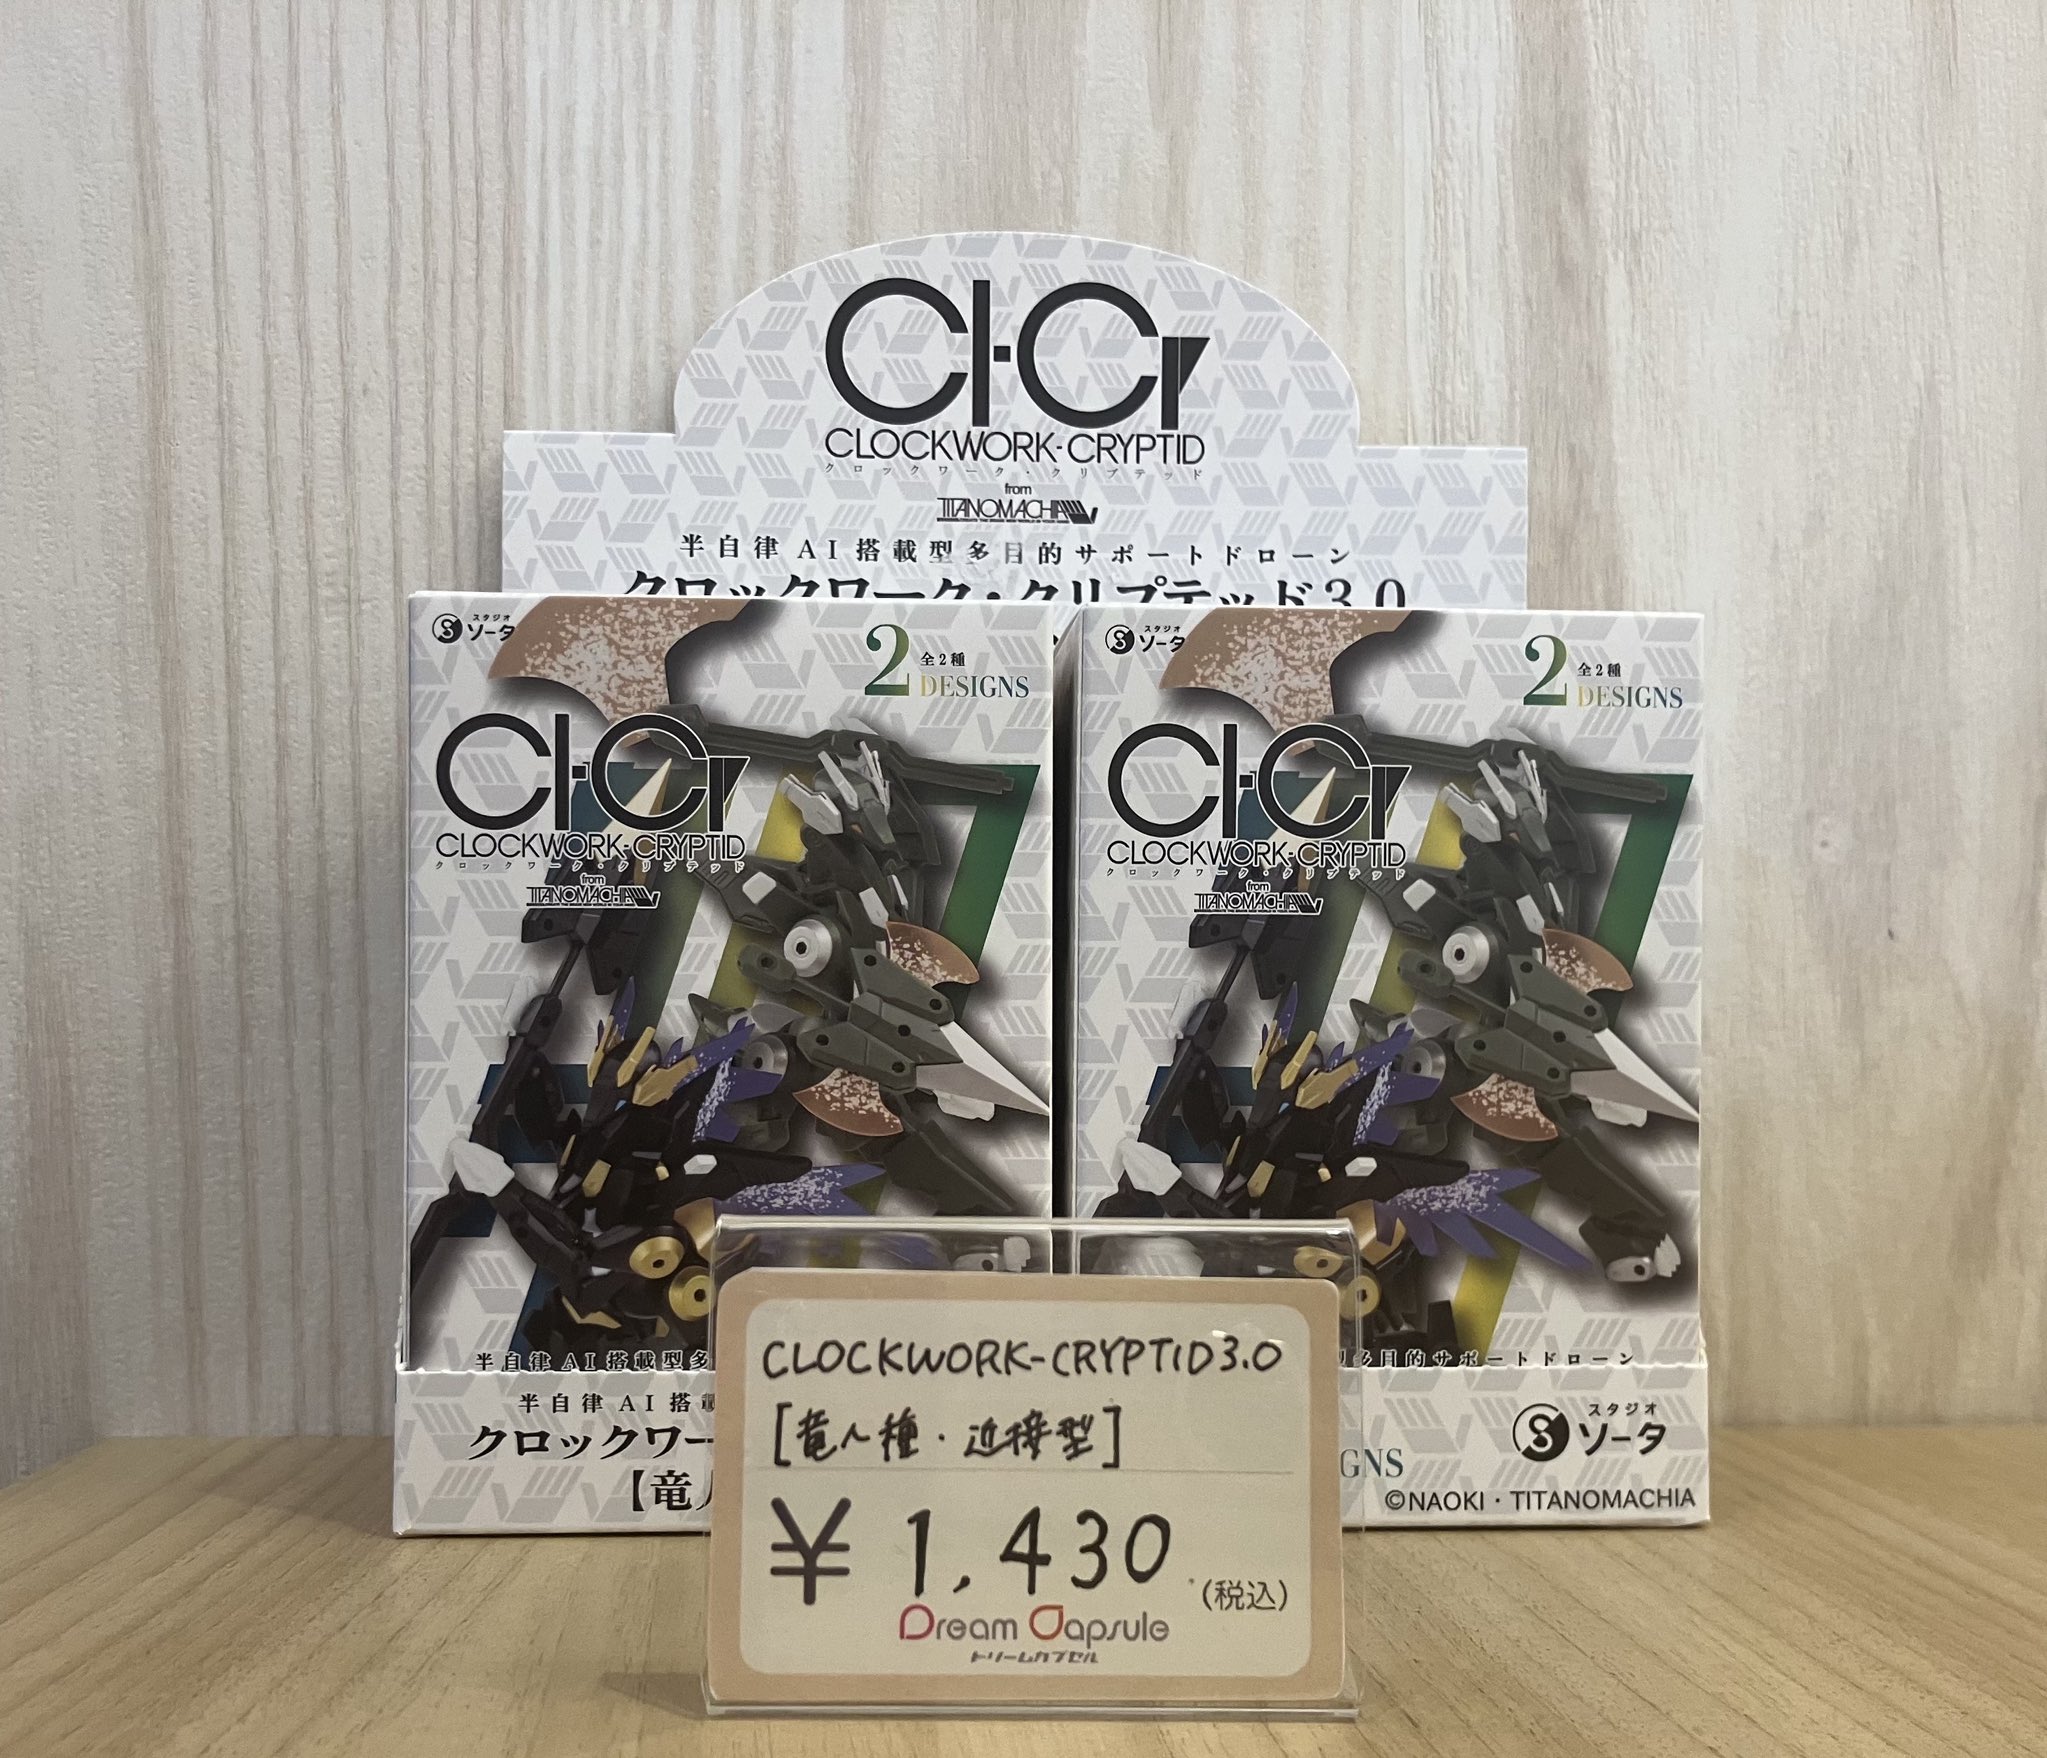 Cl-Cr
CLOCKWORK-CRYPTID
クロックワーク・クリプテッド
from
TITANOMACHIA
半自律AI搭載型多目的サポートドローン
クロックワーク・クリプテッド3.0
スタジオ
ソータ
2
全2種
DESIGNS
Cl-Cr
CLOCKWORK-CRYPTID
クロックワーク・クリプテッド
from
TITANOMACHIA
半自律AI搭載型多
スタジオ
ソータ
2
全2種
DESIGNS
Cl-Cr
CLOCKWORK-CRYPTID
クロックワーク・クリプテッド
from
TITANOMACHIA
多目的サポートドローン
半自律AI搭載
クロックワー
【竜人
GNS
スタジオ
ソータ
©NAOKI・TITANOMACHIA
CLOCKWORK-CRYPTID3.0
[竜人種・近接型]
¥1,430
(税込)
Dream Capsule
ドリームカプセル